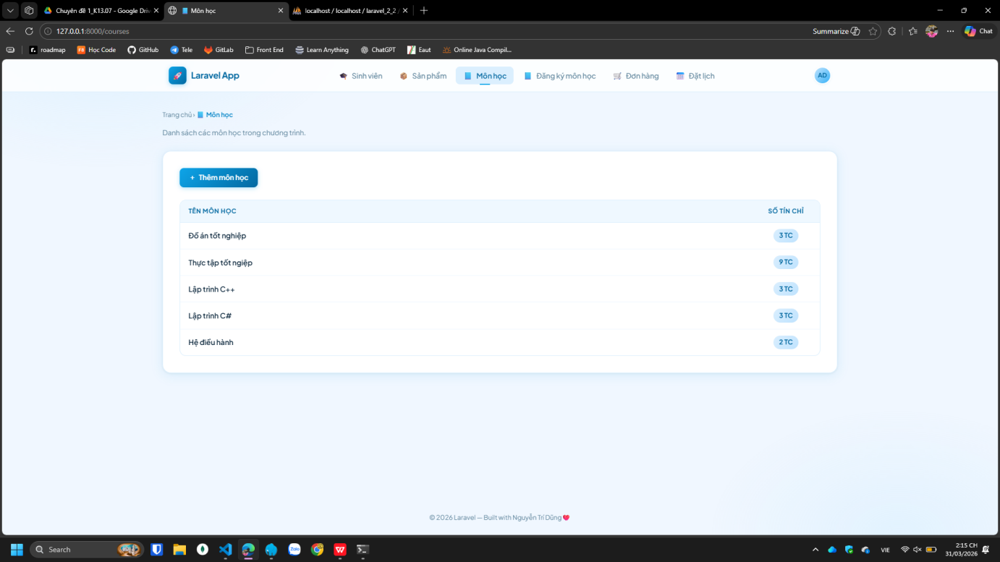 Chuyên đề 1_K13.07 - Google Driv
Môn học
localhost / localhost / laravel_2_2 /
127.0.0.1:8000/courses
Summarize
Chat
roadmap
F8 Học Code
GitHub
Tele
GitLab
Front End
Learn Anything
ChatGPT
Eaut
Online Java Compil...
Laravel App
Sinh viên
Sản phẩm
Môn học
Đăng ký môn học
Đơn hàng
Đặt lịch
AD
Trang chủ › Môn học
Danh sách các môn học trong chương trình.
+ Thêm môn học
TÊN MÔN HỌC SỐ TÍN CHỈ
Đồ án tốt nghiệp 3 TC
Thực tập tốt ngiệp 9 TC
Lập trình C++ 3 TC
Lập trình C# 3 TC
Hệ điều hành 2 TC
© 2026 Laravel — Built with Nguyễn Trí Dũng
Search
Zalo
VIE
2:15 CH
31/03/2026